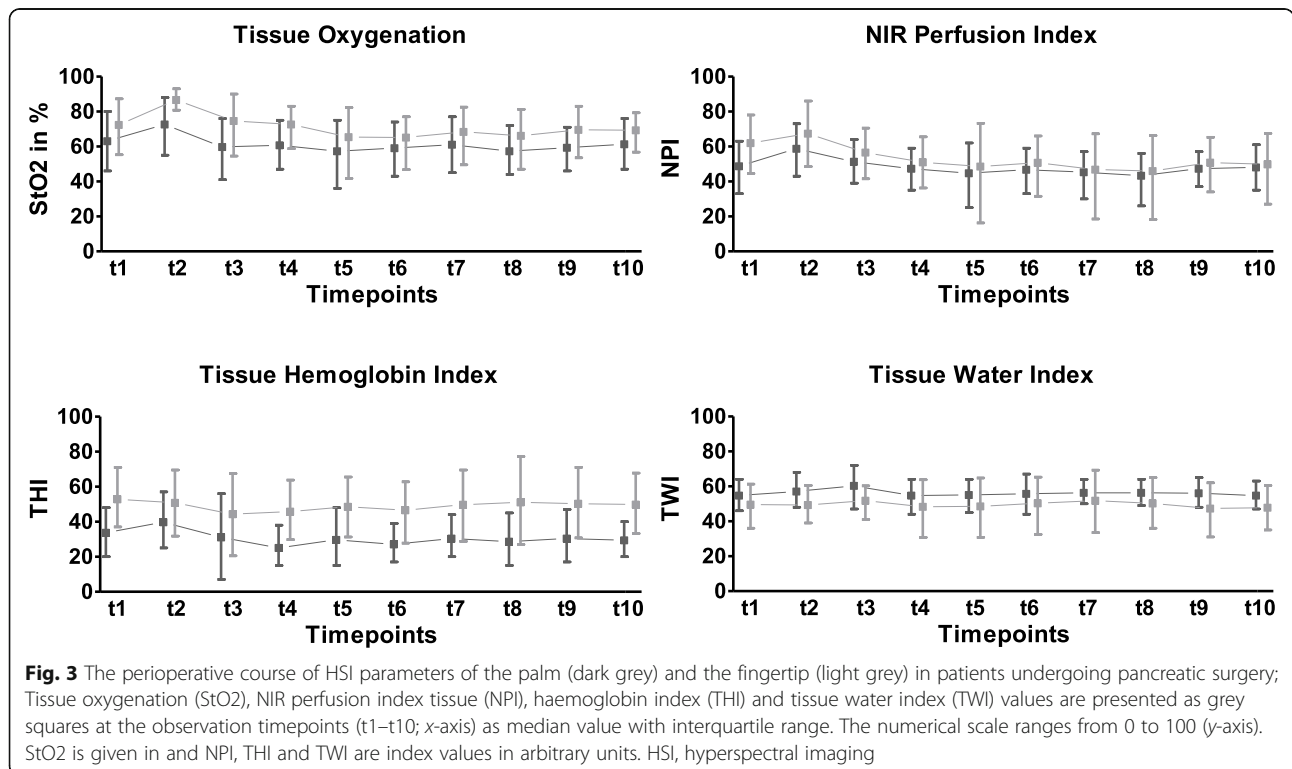 Tissue Oxygenation
100
80
60
40
20
0
StO2 in %
t1 t2 t3 t4 t5 t6 t7 t8 t9 t10
Timepoints
NIR Perfusion Index
100
80
60
40
20
0
NPI
t1 t2 t3 t4 t5 t6 t7 t8 t9 t10
Timepoints
Tissue Hemoglobin Index
100
80
60
40
20
0
THI
t1 t2 t3 t4 t5 t6 t7 t8 t9 t10
Timepoints
Tissue Water Index
100
80
60
40
20
0
TWI
t1 t2 t3 t4 t5 t6 t7 t8 t9 t10
Timepoints
Fig. 3 The perioperative course of HSI parameters of the palm (dark grey) and the fingertip (light grey) in patients undergoing pancreatic surgery;
Tissue oxygenation (StO2), NIR perfusion index tissue (NPI), haemoglobin index (THI) and tissue water index (TWI) values are presented as grey
squares at the observation timepoints (t1–t10; x-axis) as median value with interquartile range. The numerical scale ranges from 0 to 100 (y-axis).
StO2 is given in and NPI, THI and TWI are index values in arbitrary units. HSI, hyperspectral imaging